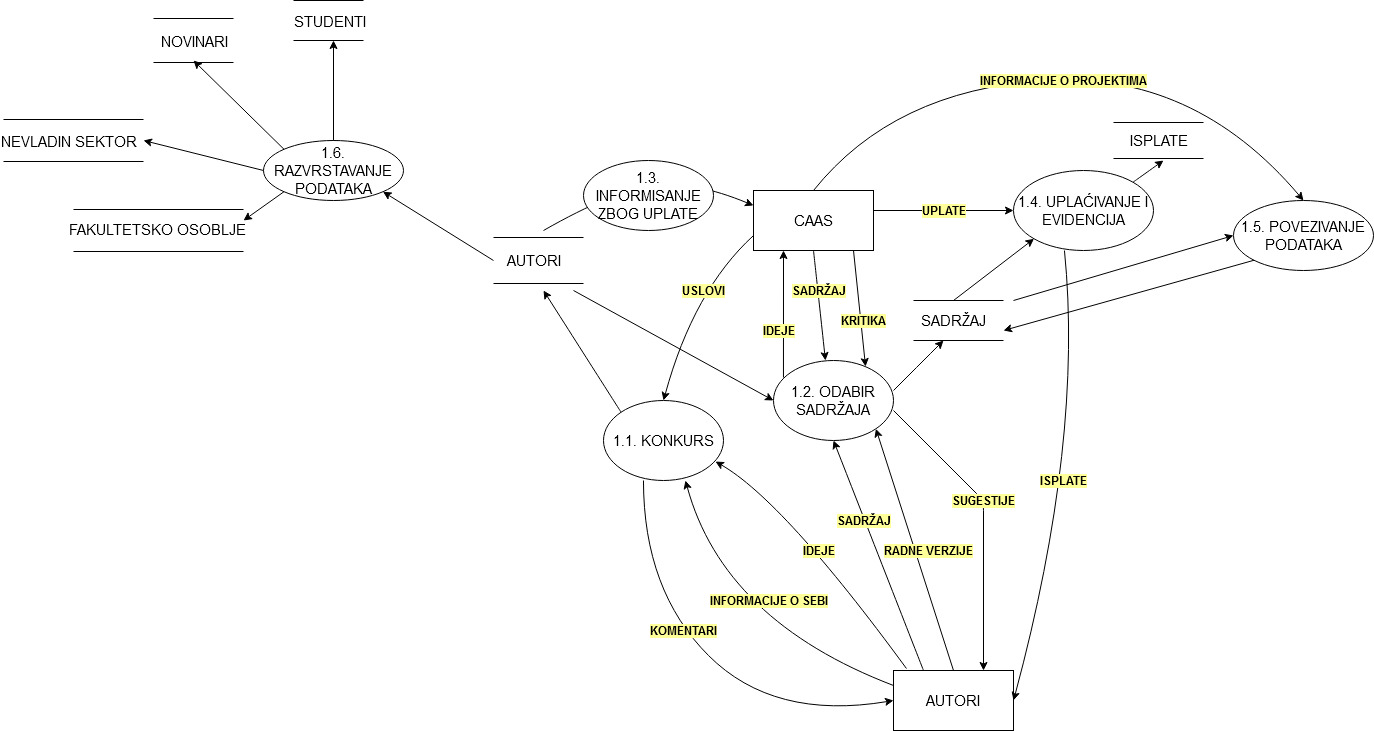 STUDENTI
NOVINARI
INFORMACIJE O PROJEKTIMA
NEVLADIN SEKTOR
ISPLATE
1.6.
RAZVRSTAVANJE
PODATAKA
1.3.
INFORMISANJE
ZBOG UPLATE
1.4. UPLAĆIVANJE I
EVIDENCIJA
CAAS
UPLATE
FAKULTETSKO OSOBLJE
1.5. POVEZIVANJE
PODATAKA
AUTORI
USLOVI
SADRŽAJ
IDEJE
KRITIKA
SADRŽAJ
1.2. ODABIR
SADRŽAJA
1.1. KONKURS
ISPLATE
SUGESTIJE
SADRŽAJ
IDEJE
RADNE VERZIJE
INFORMACIJE O SEBI
KOMENTARI
AUTORI